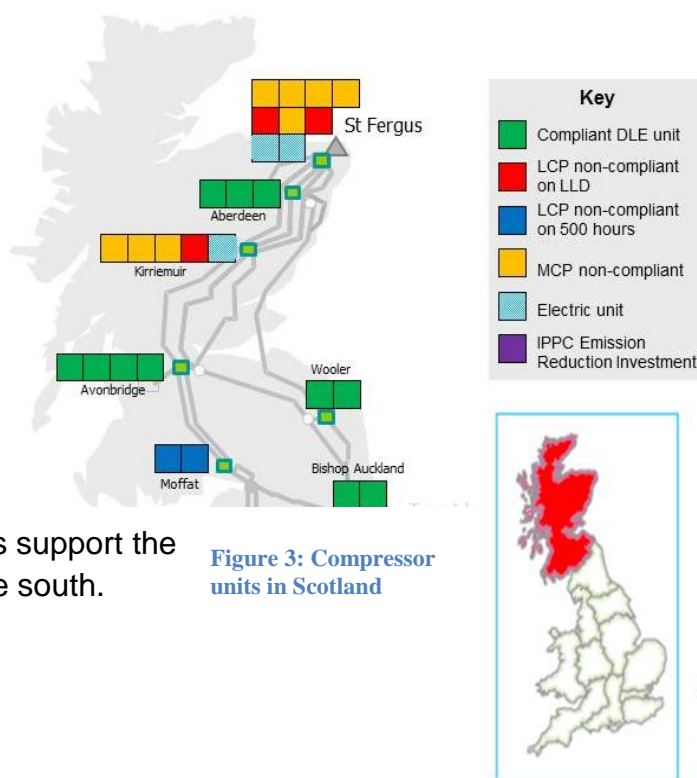 St Fergus
Aberdeen
Kirriemuir
Avonbridge
Wooler
Moffat
Bishop Auckland
Key
Compliant DLE unit
LCP non-compliant
on LLD
LCP non-compliant
on 500 hours
MCP non-compliant
Electric unit
IPPC Emission
Reduction Investment
s support the
e south.
Figure 3: Compressor
units in Scotland